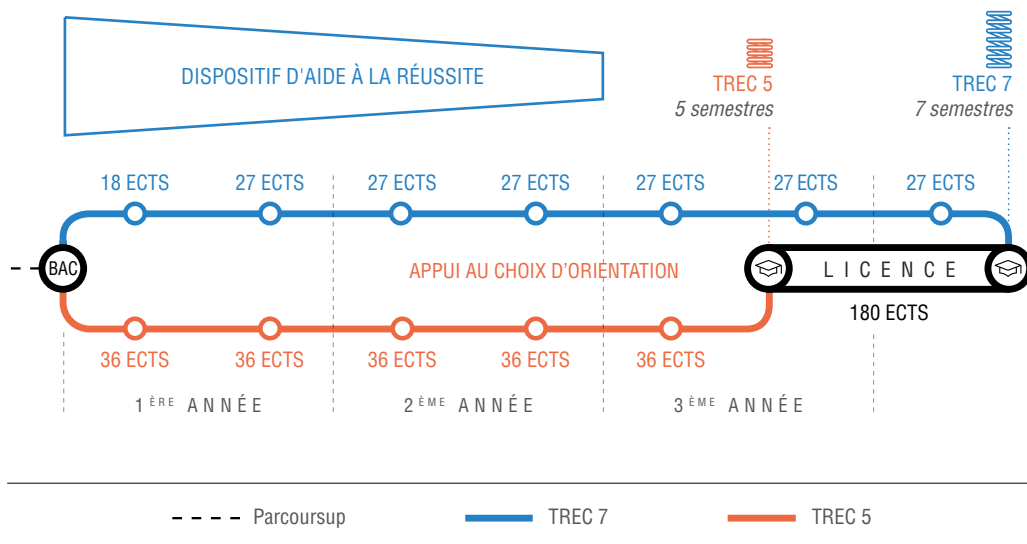 DISPOSITIF D'AIDE À LA RÉUSSITE
TREC 5
5 semestres
TREC 7
7 semestres
18 ECTS
27 ECTS
27 ECTS
27 ECTS
27 ECTS
27 ECTS
27 ECTS
BAC
APPUI AU CHOIX D'ORIENTATION
LICENCE
180 ECTS
36 ECTS
36 ECTS
36 ECTS
36 ECTS
36 ECTS
1ÈRE ANNÉE
2ÈME ANNÉE
3ÈME ANNÉE
Parcoursup
TREC 7
TREC 5